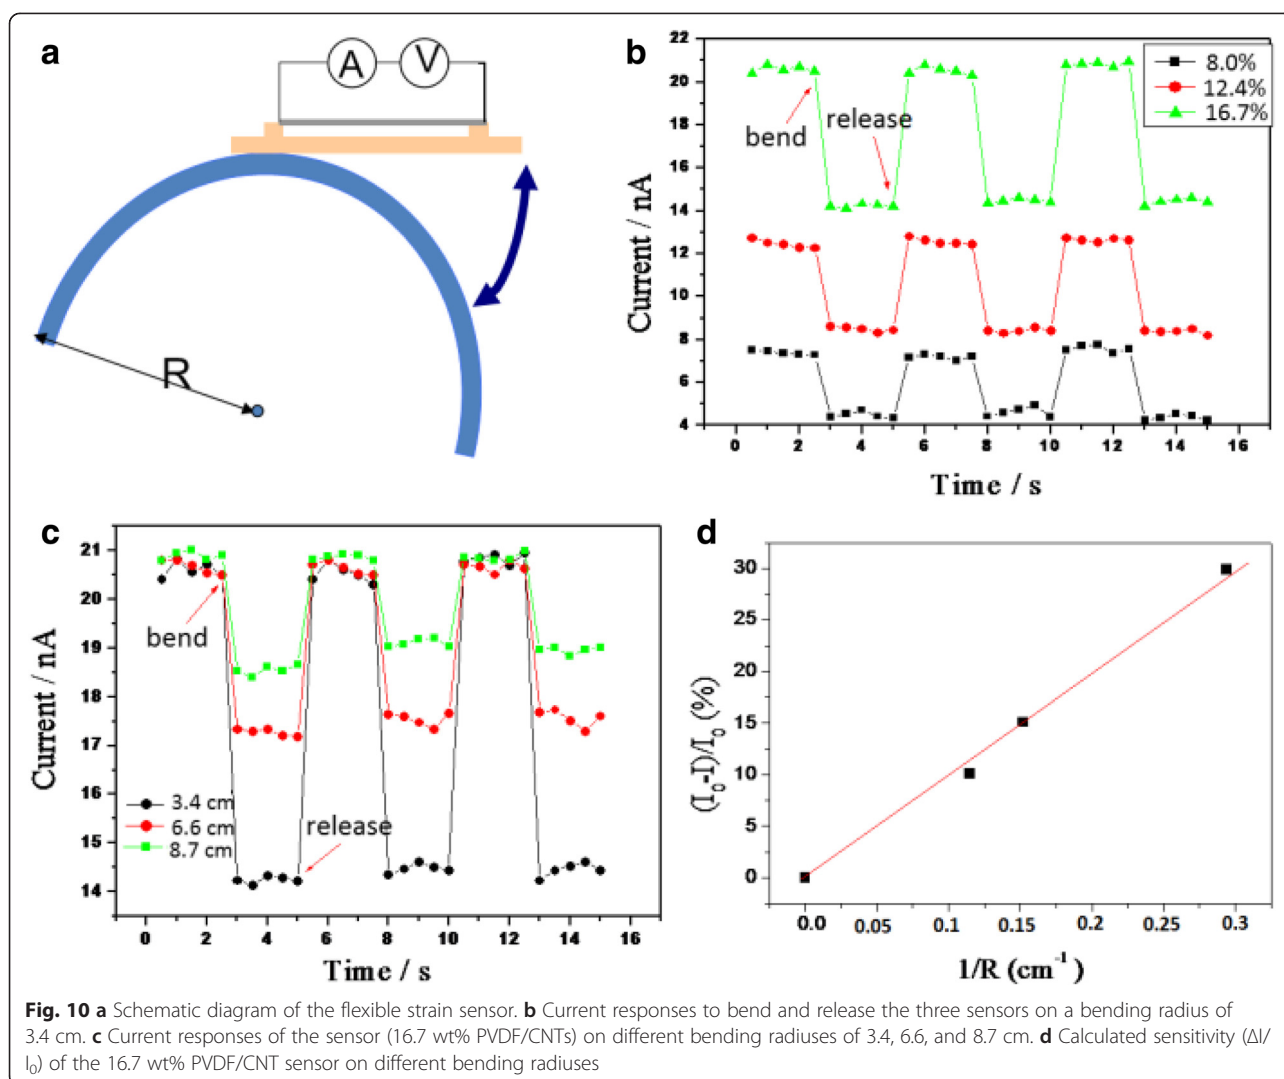 a
A V
R
b
22
20
18
16
14
12
10
8
6
4
0 2 4 6 8 10 12 14 16
Current / nA
Time / s
8.0%
12.4%
16.7%
bend
release
c
21
20
19
18
17
16
15
14
0 2 4 6 8 10 12 14 16
Current / nA
Time / s
bend
3.4 cm
6.6 cm
8.7 cm
release
d
30
25
20
15
10
5
0
0.0 0.05 0.1 0.15 0.2 0.25 0.3
(I₀-I)/I₀ (%)
1/R (cm⁻¹)
Fig. 10 a Schematic diagram of the flexible strain sensor. b Current responses to bend and release the three sensors on a bending radius of
3.4 cm. c Current responses of the sensor (16.7 wt% PVDF/CNTs) on different bending radiuses of 3.4, 6.6, and 8.7 cm. d Calculated sensitivity (ΔI/
I₀) of the 16.7 wt% PVDF/CNT sensor on different bending radiuses